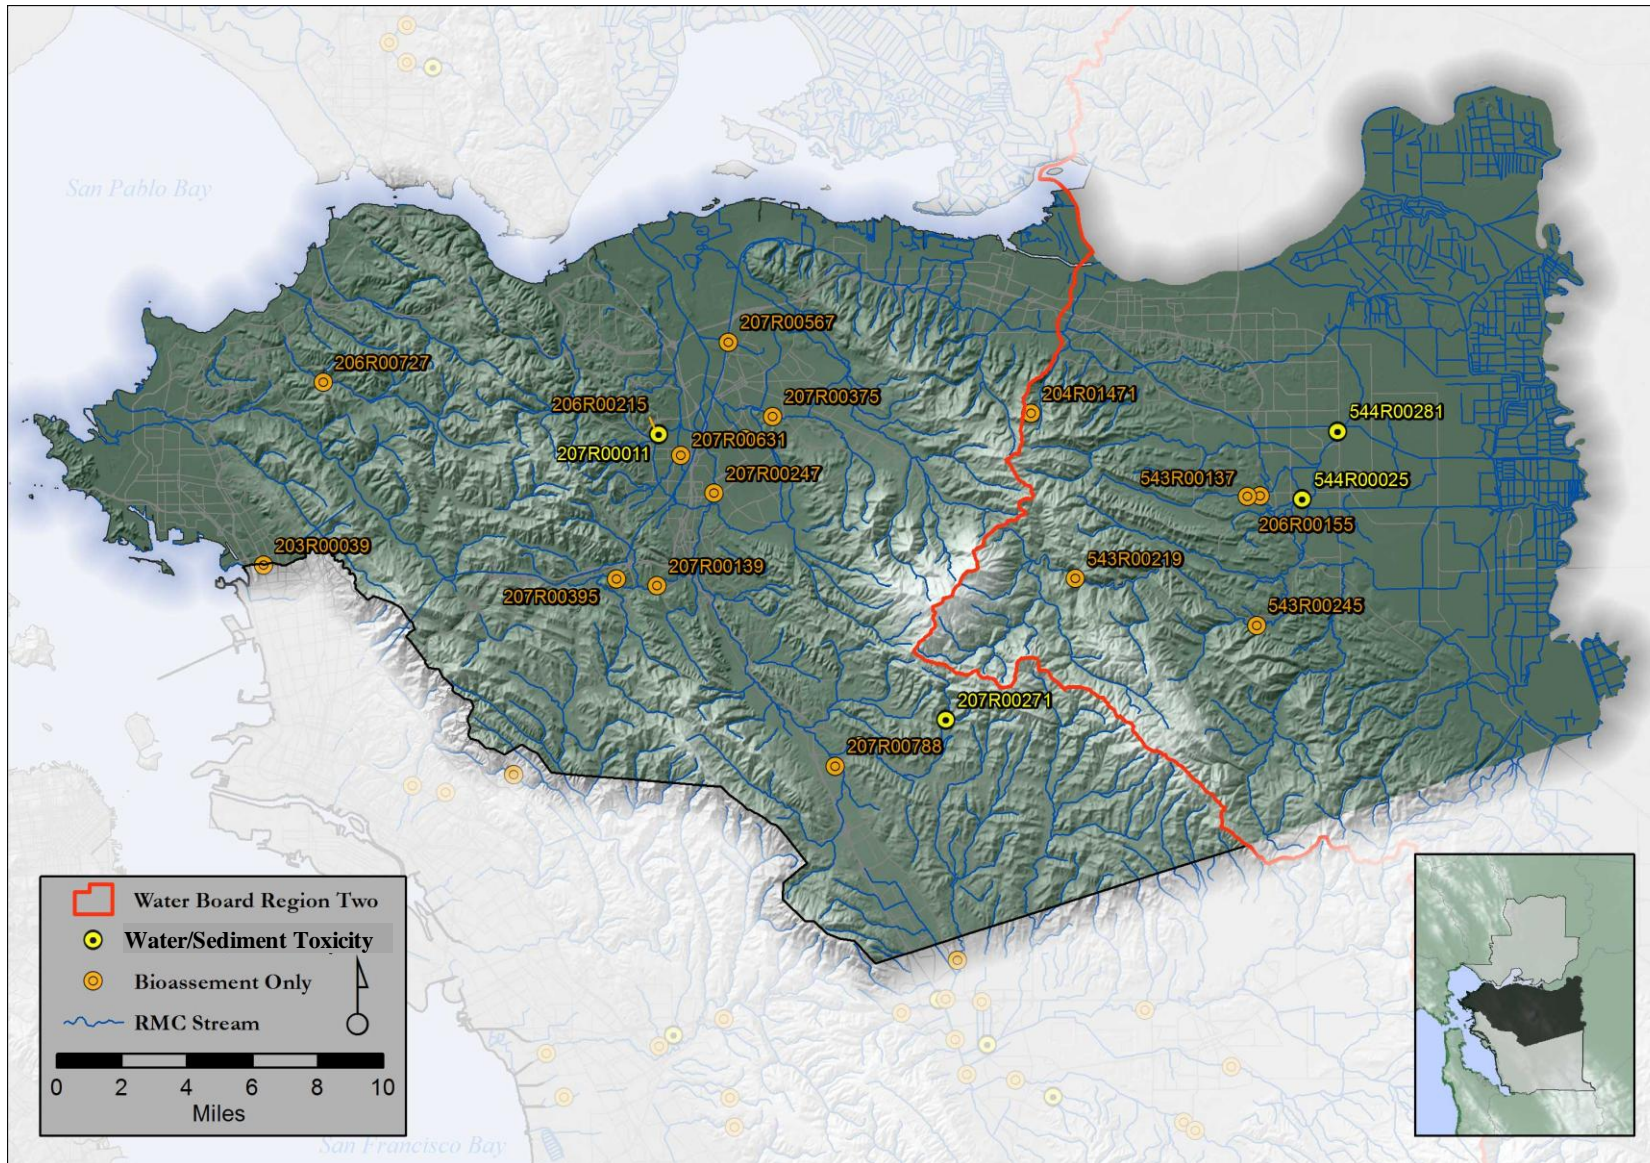 San Pablo Bay
207R00567
206R00727
207R00375
204R01471
206R00215
544R00281
207R00631
207R00011
207R00247
543R00137
544R00025
206R00155
203R00039
207R00139
543R00219
207R00395
543R00245
207R00271
207R00788
Water Board Region Two
Water/Sediment Toxicity
Bioassement Only
RMC Stream
0 2 4 6 8 10
Miles
San Francisco Bay